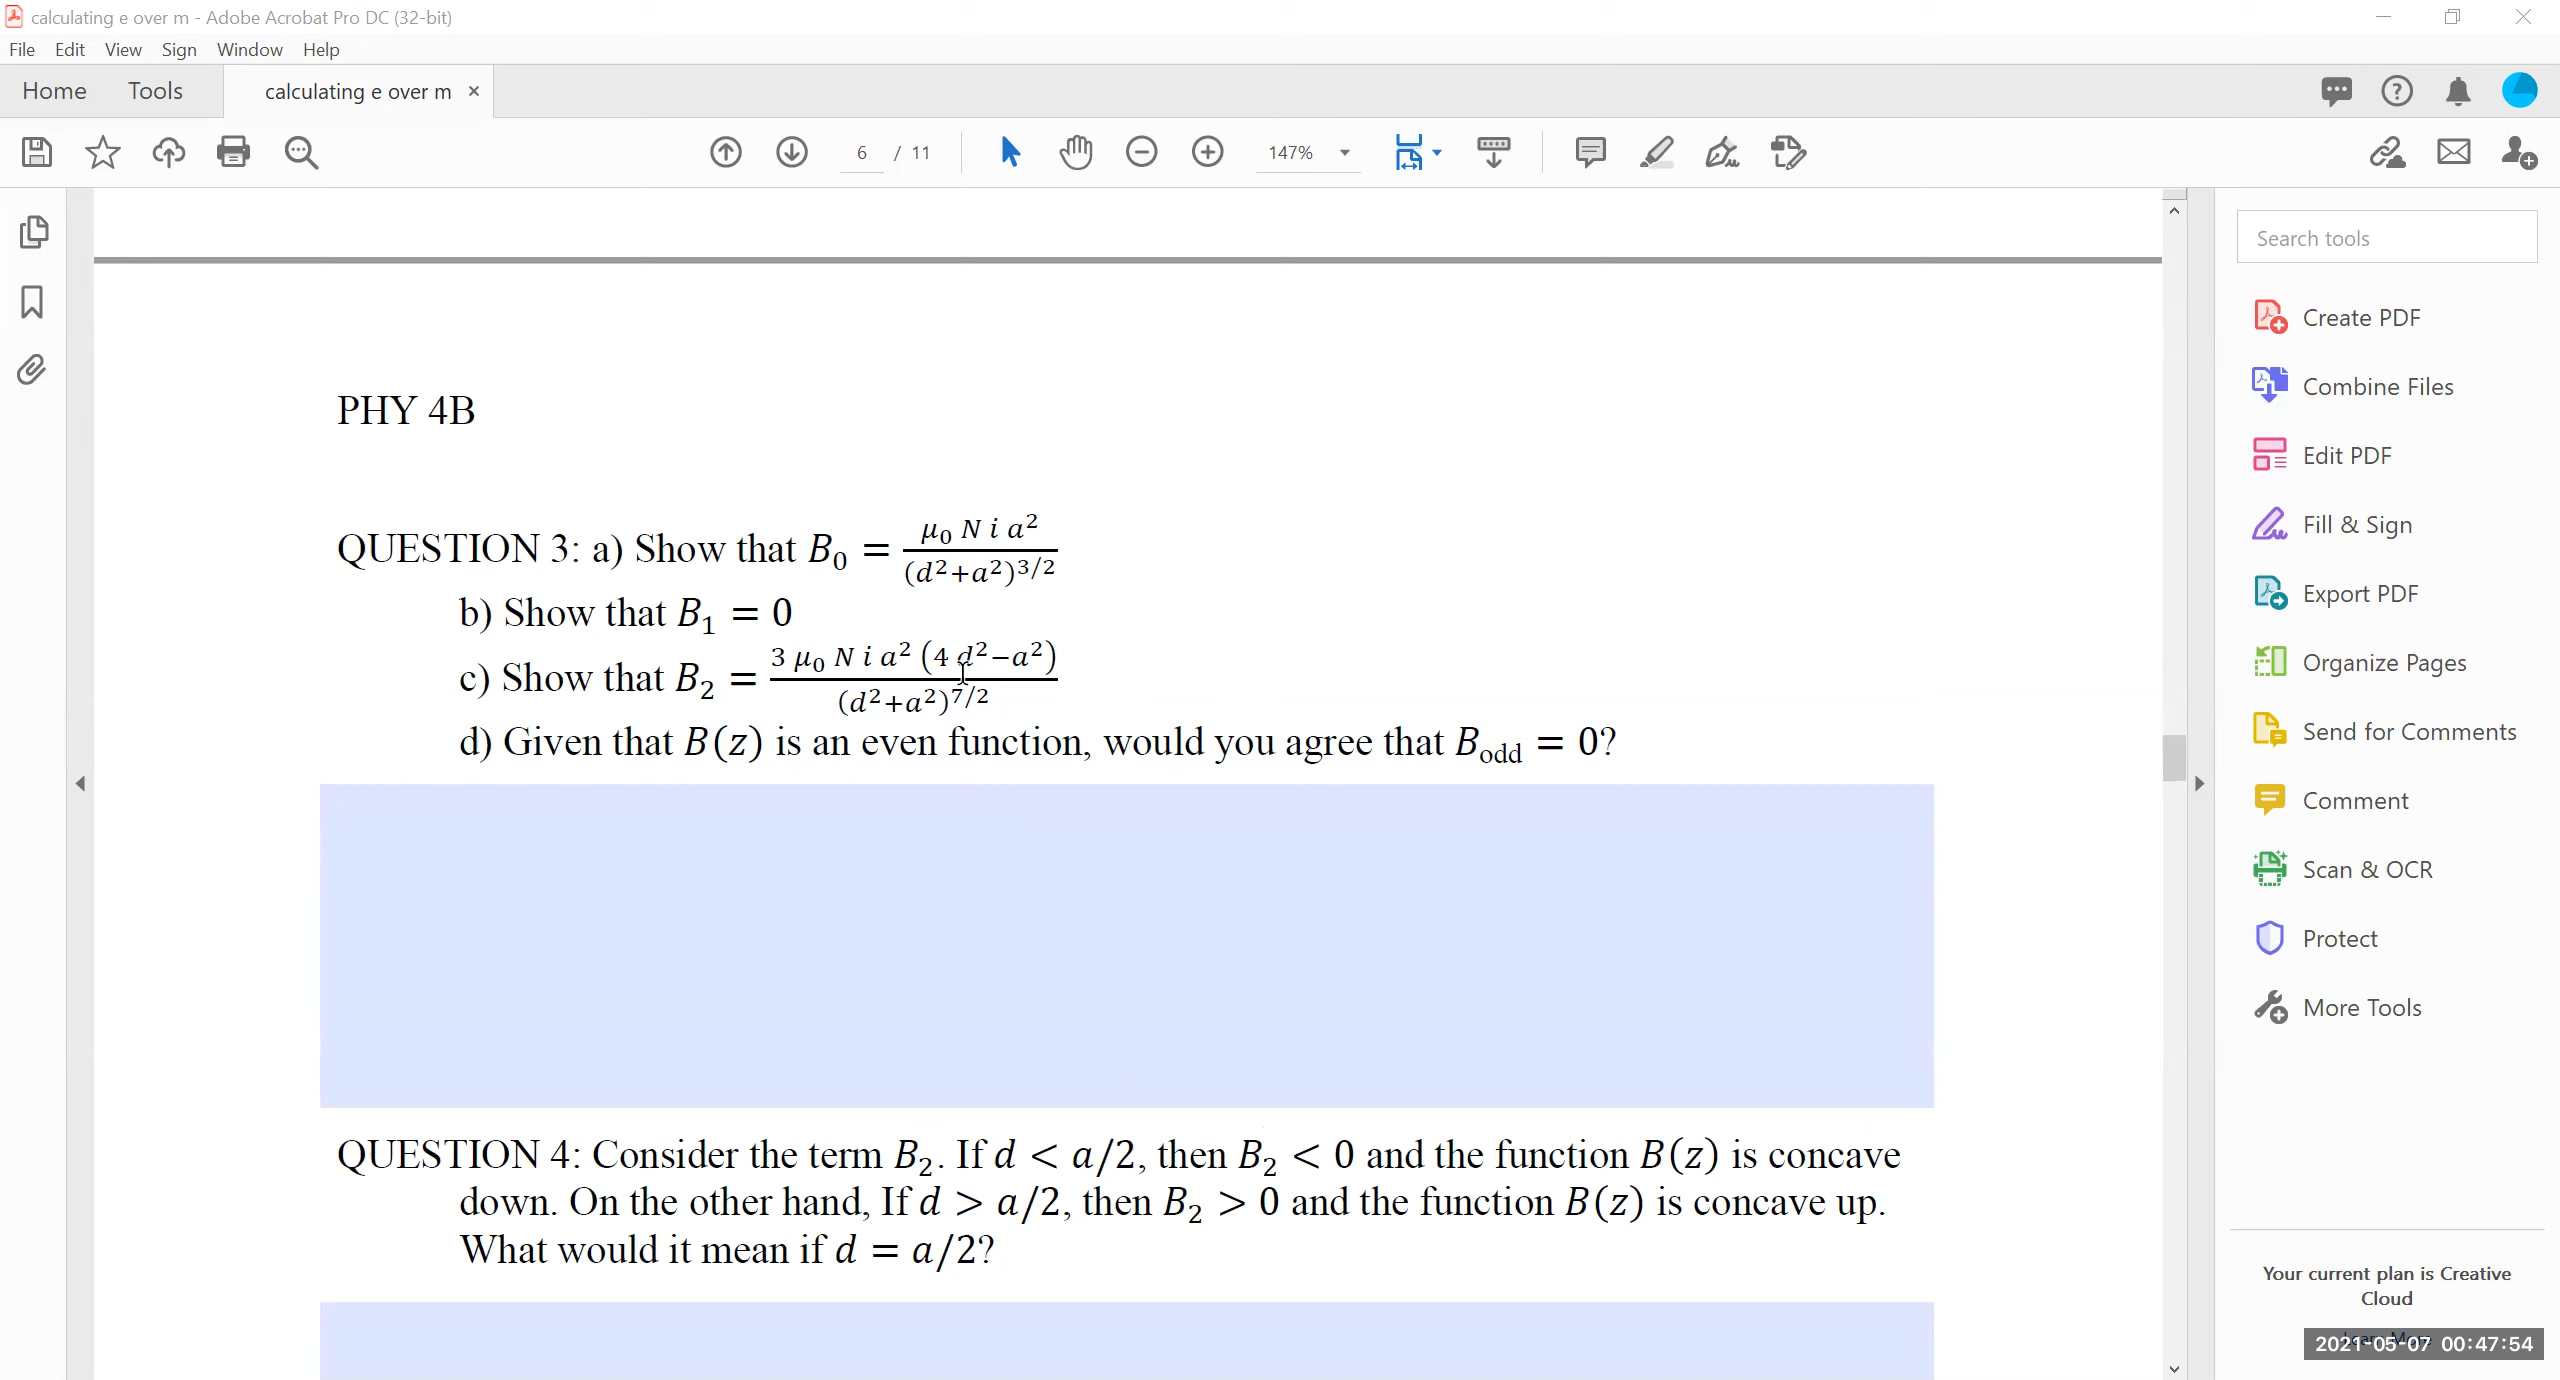 calculating e over m - Adobe Acrobat Pro DC (32-bit)
File Edit View Sign Window Help
Home Tools calculating e over m ×
6 / 11 147%
Search tools
Create PDF
Combine Files
Edit PDF
Fill & Sign
Export PDF
Organize Pages
Send for Comments
Comment
Scan & OCR
Protect
More Tools
Your current plan is Creative
Cloud
2021-05-07 00:47:54
PHY 4B
QUESTION 3: a) Show that B₀ = μ₀ N i a² / (d²+a²)^3/2
b) Show that B₁ = 0
c) Show that B₂ = 3 μ₀ N i a² (4 d²−a²) / (d²+a²)^7/2
d) Given that B(z) is an even function, would you agree that B_odd = 0?
QUESTION 4: Consider the term B₂. If d < a/2, then B₂ < 0 and the function B(z) is concave
down. On the other hand, If d > a/2, then B₂ > 0 and the function B(z) is concave up.
What would it mean if d = a/2?